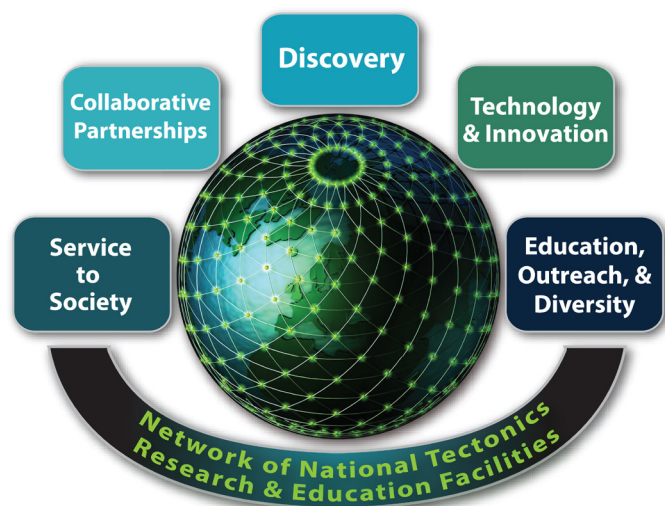 Discovery
Collaborative
Partnerships
Technology
& Innovation
Service
to
Society
Education,
Outreach, &
Diversity
Network of National Tectonics
Research & Education Facilities